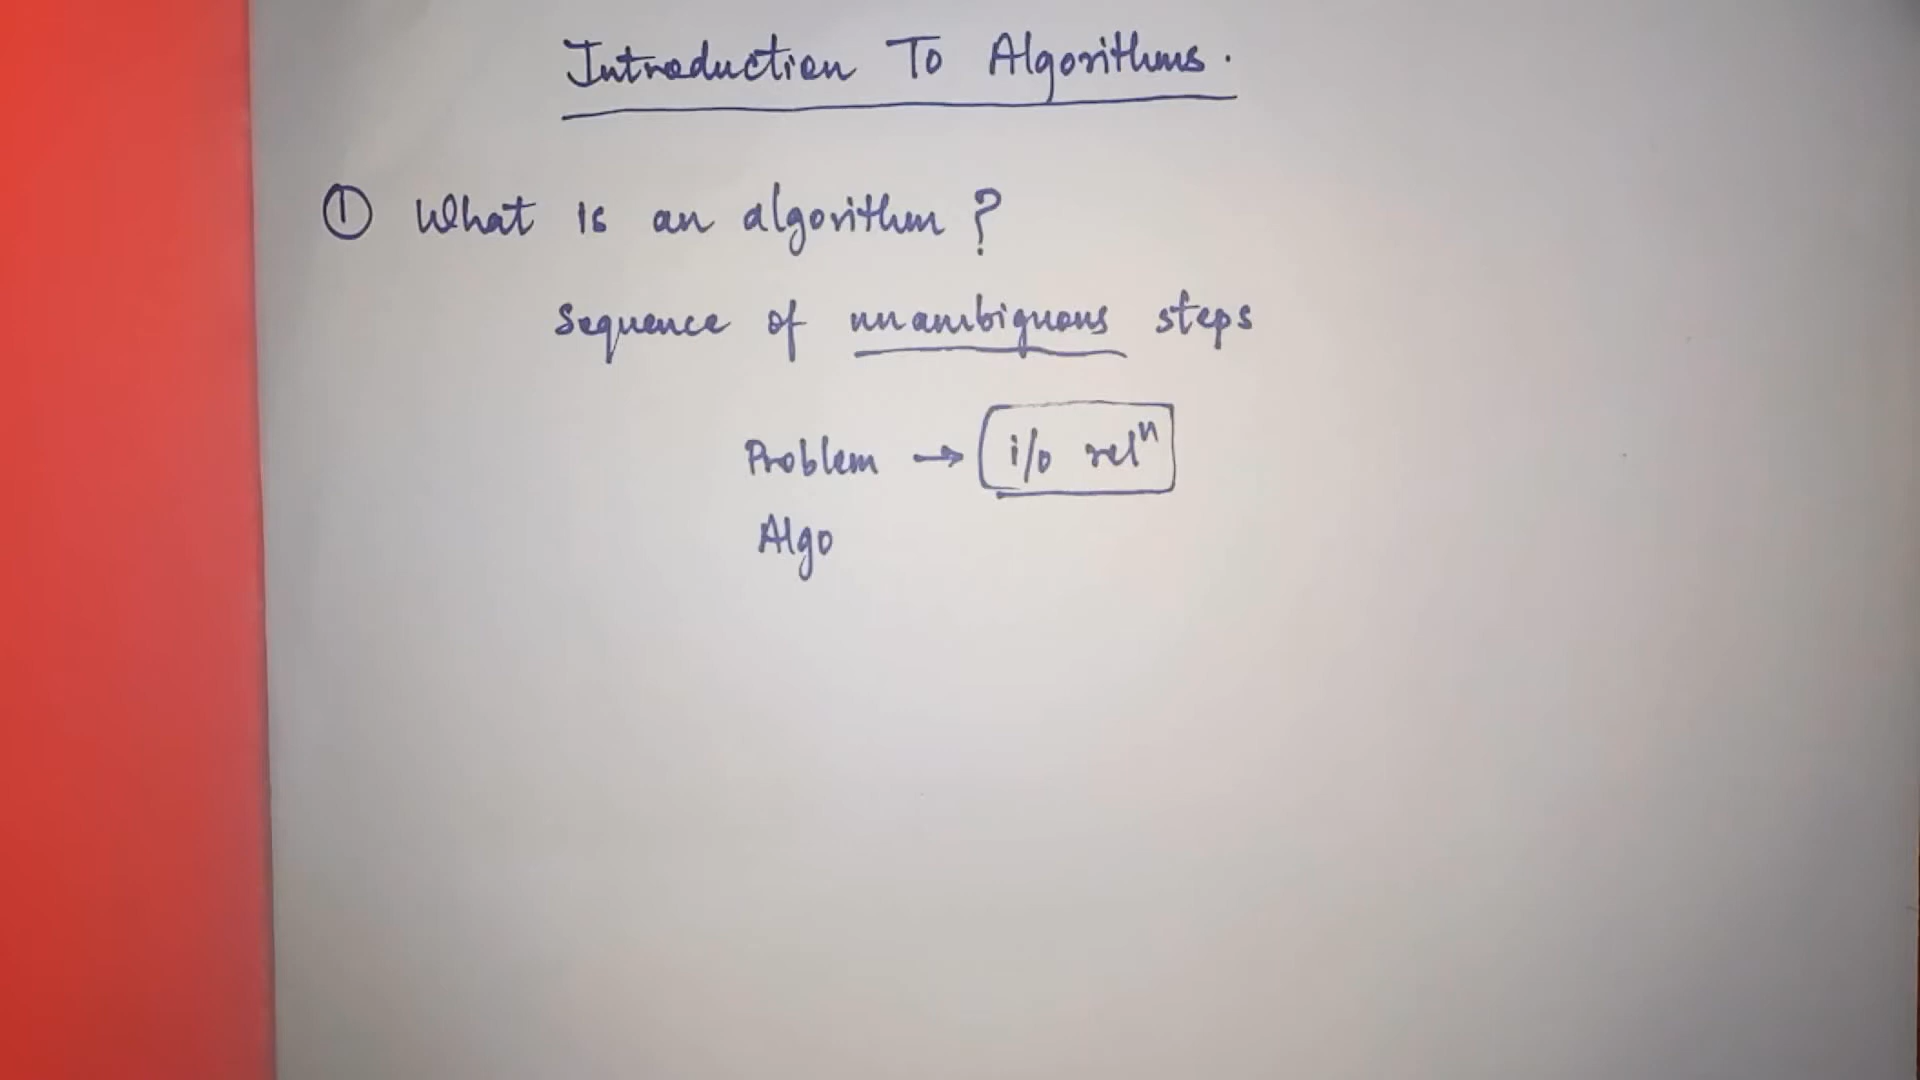 Introduction To Algorithms.
① What is an algorithm?
Sequence of unambiguous steps
Problem → i/o relⁿ
Algo